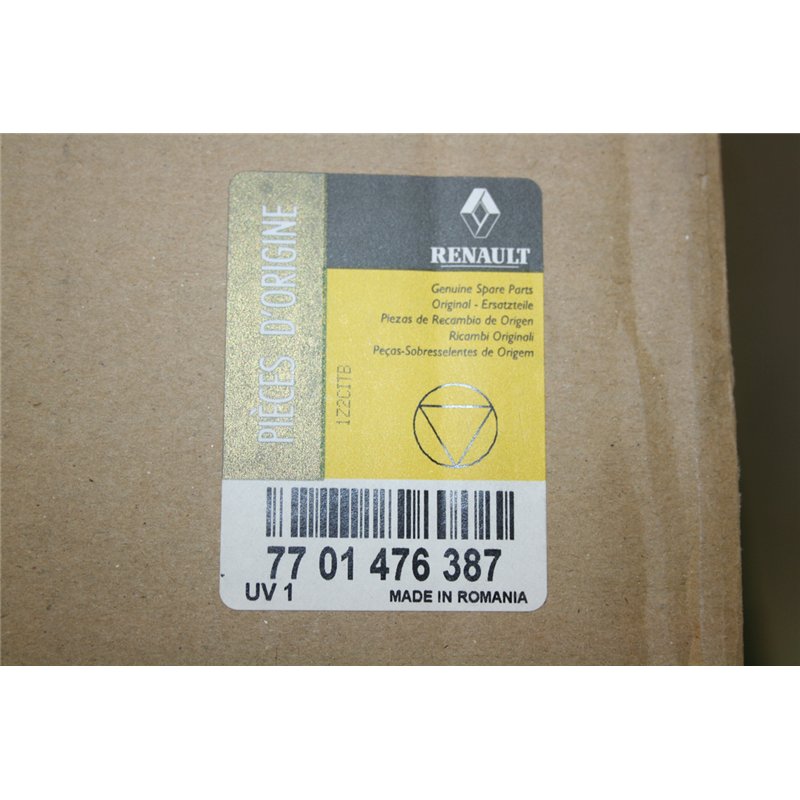 PIÈCES D'ORIGINE
RENAULT
Genuine Spare Parts
Original - Ersatzteile
Piezas de Recambio de Origen
Ricambi Originali
Peças-Sobresselentes de Origem
1Z2CITB
77 01 476 387
UV 1
MADE IN ROMANIA